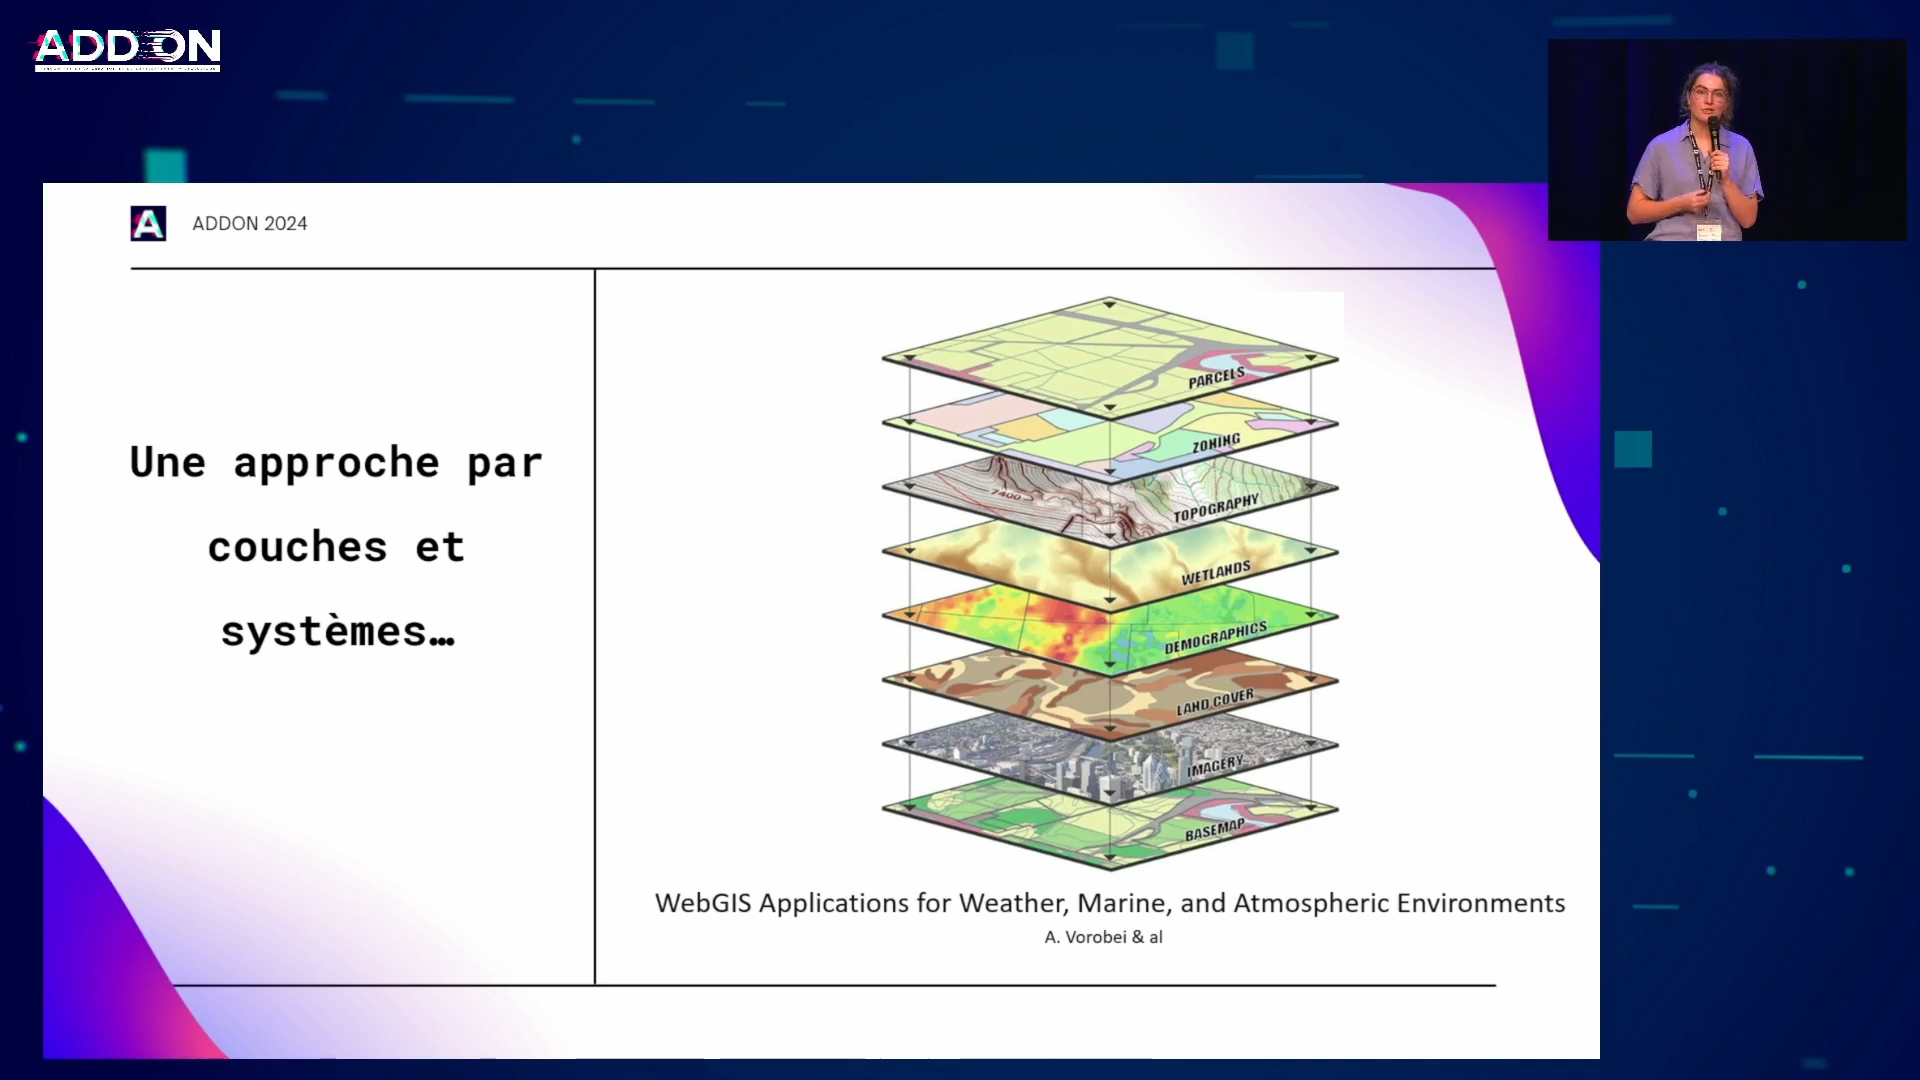 ADDON
ADDON 2024
Une approche par
couches et
systèmes…
PARCELS
ZONING
7400
TOPOGRAPHY
WETLANDS
DEMOGRAPHICS
LAND COVER
IMAGERY
BASEMAP
WebGIS Applications for Weather, Marine, and Atmospheric Environments
A. Vorobei & al